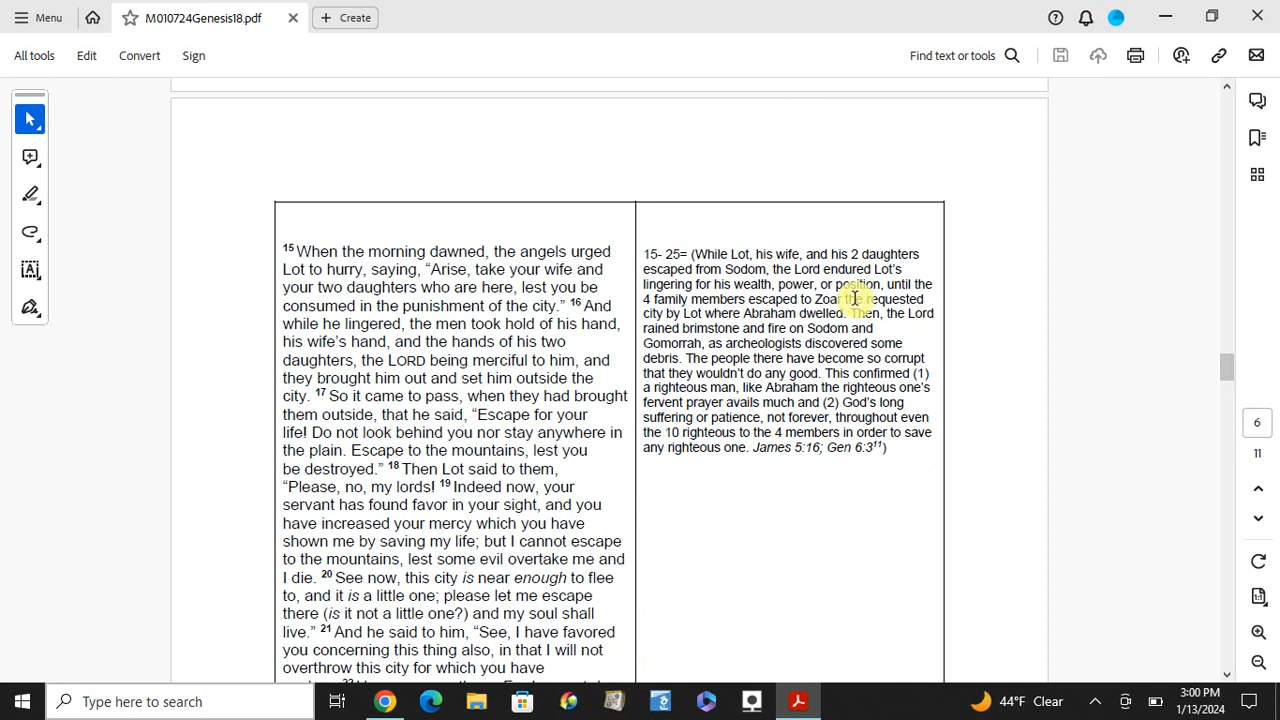 Menu
M010724Genesis18.pdf
Create
All tools
Edit
Convert
Sign
Find text or tools
15 When the morning dawned, the angels urged
Lot to hurry, saying, “Arise, take your wife and
your two daughters who are here, lest you be
consumed in the punishment of the city.” 16 And
while he lingered, the men took hold of his hand,
his wife’s hand, and the hands of his two
daughters, the LORD being merciful to him, and
they brought him out and set him outside the
city. 17 So it came to pass, when they had brought
them outside, that he said, “Escape for your
life! Do not look behind you nor stay anywhere in
the plain. Escape to the mountains, lest you
be destroyed.” 18 Then Lot said to them,
“Please, no, my lords! 19 Indeed now, your
servant has found favor in your sight, and you
have increased your mercy which you have
shown me by saving my life; but I cannot escape
to the mountains, lest some evil overtake me and
I die. 20 See now, this city is near enough to flee
to, and it is a little one; please let me escape
there (is it not a little one?) and my soul shall
live.” 21 And he said to him, “See, I have favored
you concerning this thing also, in that I will not
overthrow this city for which you have
15- 25= (While Lot, his wife, and his 2 daughters
escaped from Sodom, the Lord endured Lot’s
lingering for his wealth, power, or position, until the
4 family members escaped to Zoar the requested
city by Lot where Abraham dwelled. Then, the Lord
rained brimstone and fire on Sodom and
Gomorrah, as archeologists discovered some
debris. The people there have become so corrupt
that they wouldn’t do any good. This confirmed (1)
a righteous man, like Abraham the righteous one’s
fervent prayer avails much and (2) God’s long
suffering or patience, not forever, throughout even
the 10 righteous to the 4 members in order to save
any righteous one. James 5:16; Gen 6:3 11)
6
11
Type here to search
44°F Clear
3:00 PM
1/13/2024